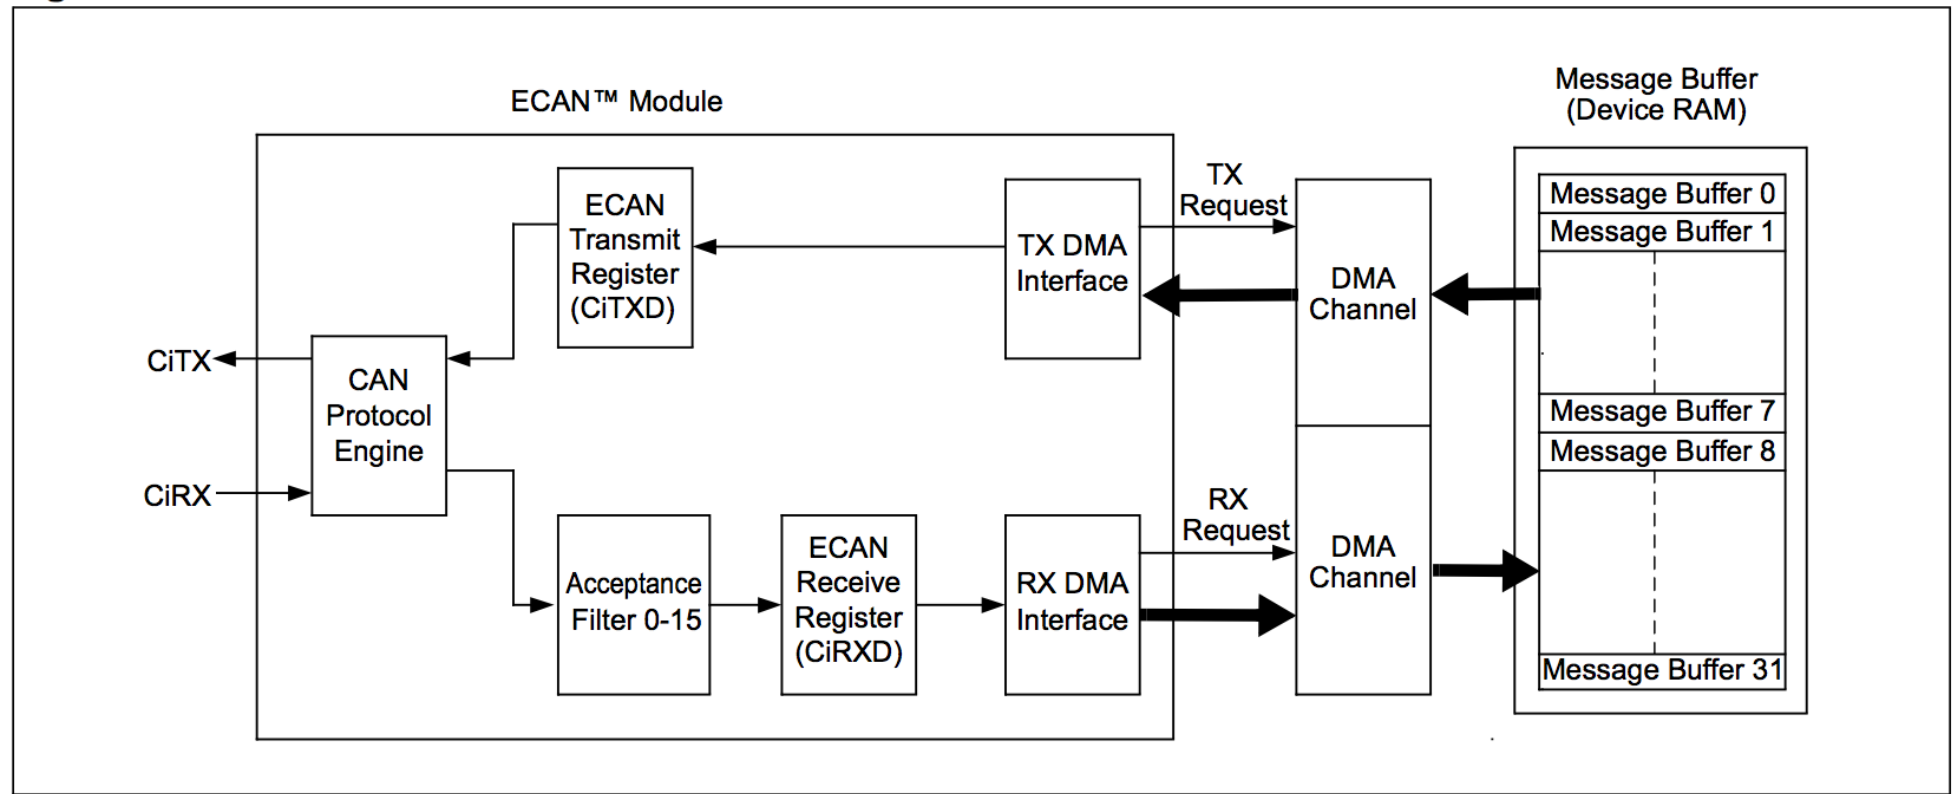 ECAN™ Module
Message Buffer
(Device RAM)
ECAN
Transmit
Register
(CiTXD)
TX DMA
Interface
TX
Request
DMA
Channel
Message Buffer 0
Message Buffer 1
Message Buffer 7
Message Buffer 8
Message Buffer 31
CiTX
CiRX
CAN
Protocol
Engine
Acceptance
Filter 0-15
ECAN
Receive
Register
(CiRXD)
RX DMA
Interface
RX
Request
DMA
Channel